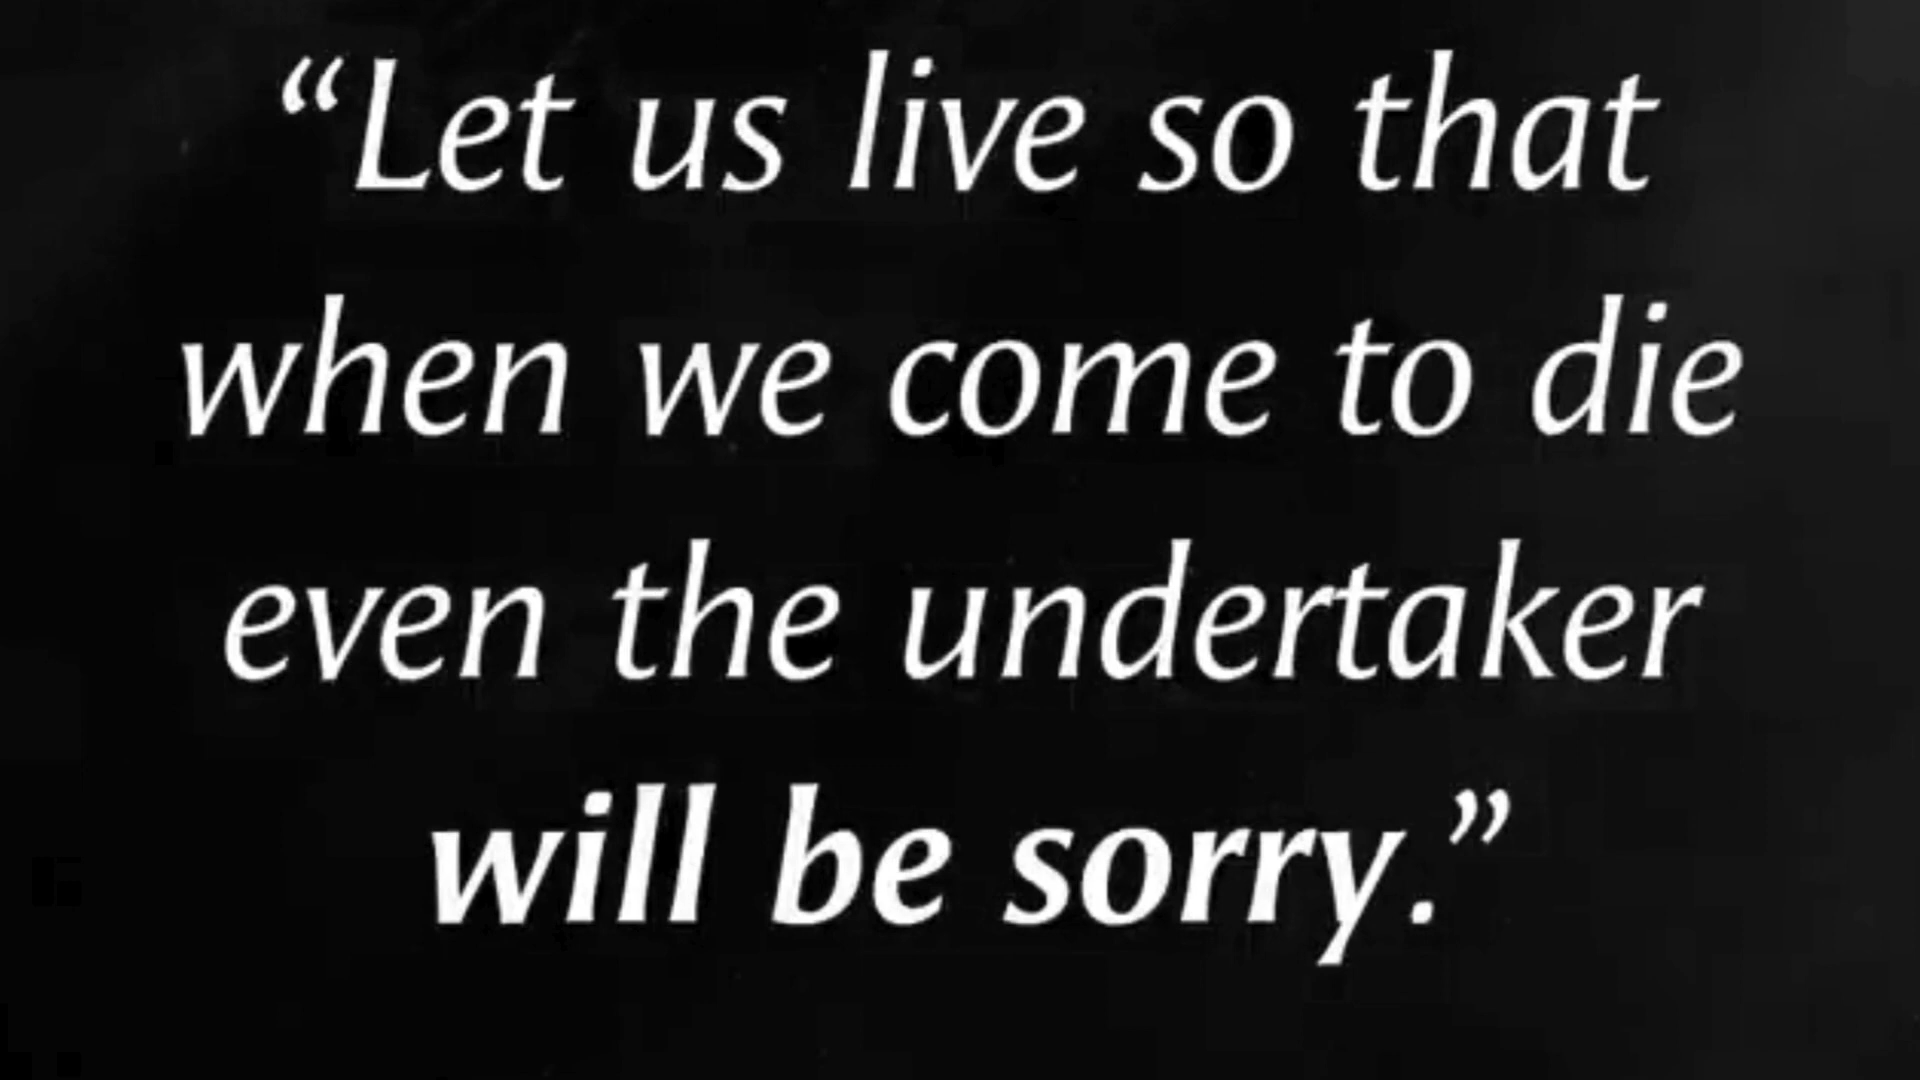 “Let us live so that
when we come to die
even the undertaker
will be sorry.”